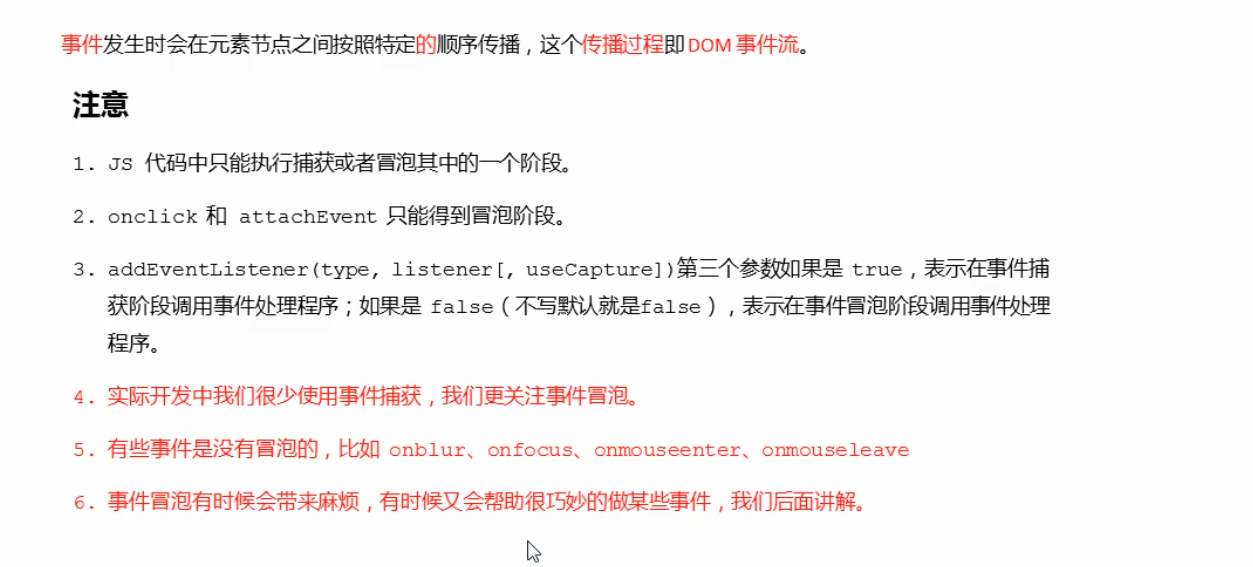 事件发生时会在元素节点之间按照特定的顺序传播，这个传播过程即DOM 事件流。
注意
1. JS 代码中只能执行捕获或者冒泡其中的一个阶段。
2. onclick 和 attachEvent 只能得到冒泡阶段。
3. addEventListener(type, listener[, useCapture])第三个参数如果是 true，表示在事件捕
获阶段调用事件处理程序；如果是 false（不写默认就是false），表示在事件冒泡阶段调用事件处理
程序。
4. 实际开发中我们很少使用事件捕获，我们更关注事件冒泡。
5. 有些事件是没有冒泡的，比如 onblur、onfocus、onmouseenter、onmouseleave
6. 事件冒泡有时候会带来麻烦，有时候又会帮助很巧妙的做某些事件，我们后面讲解。